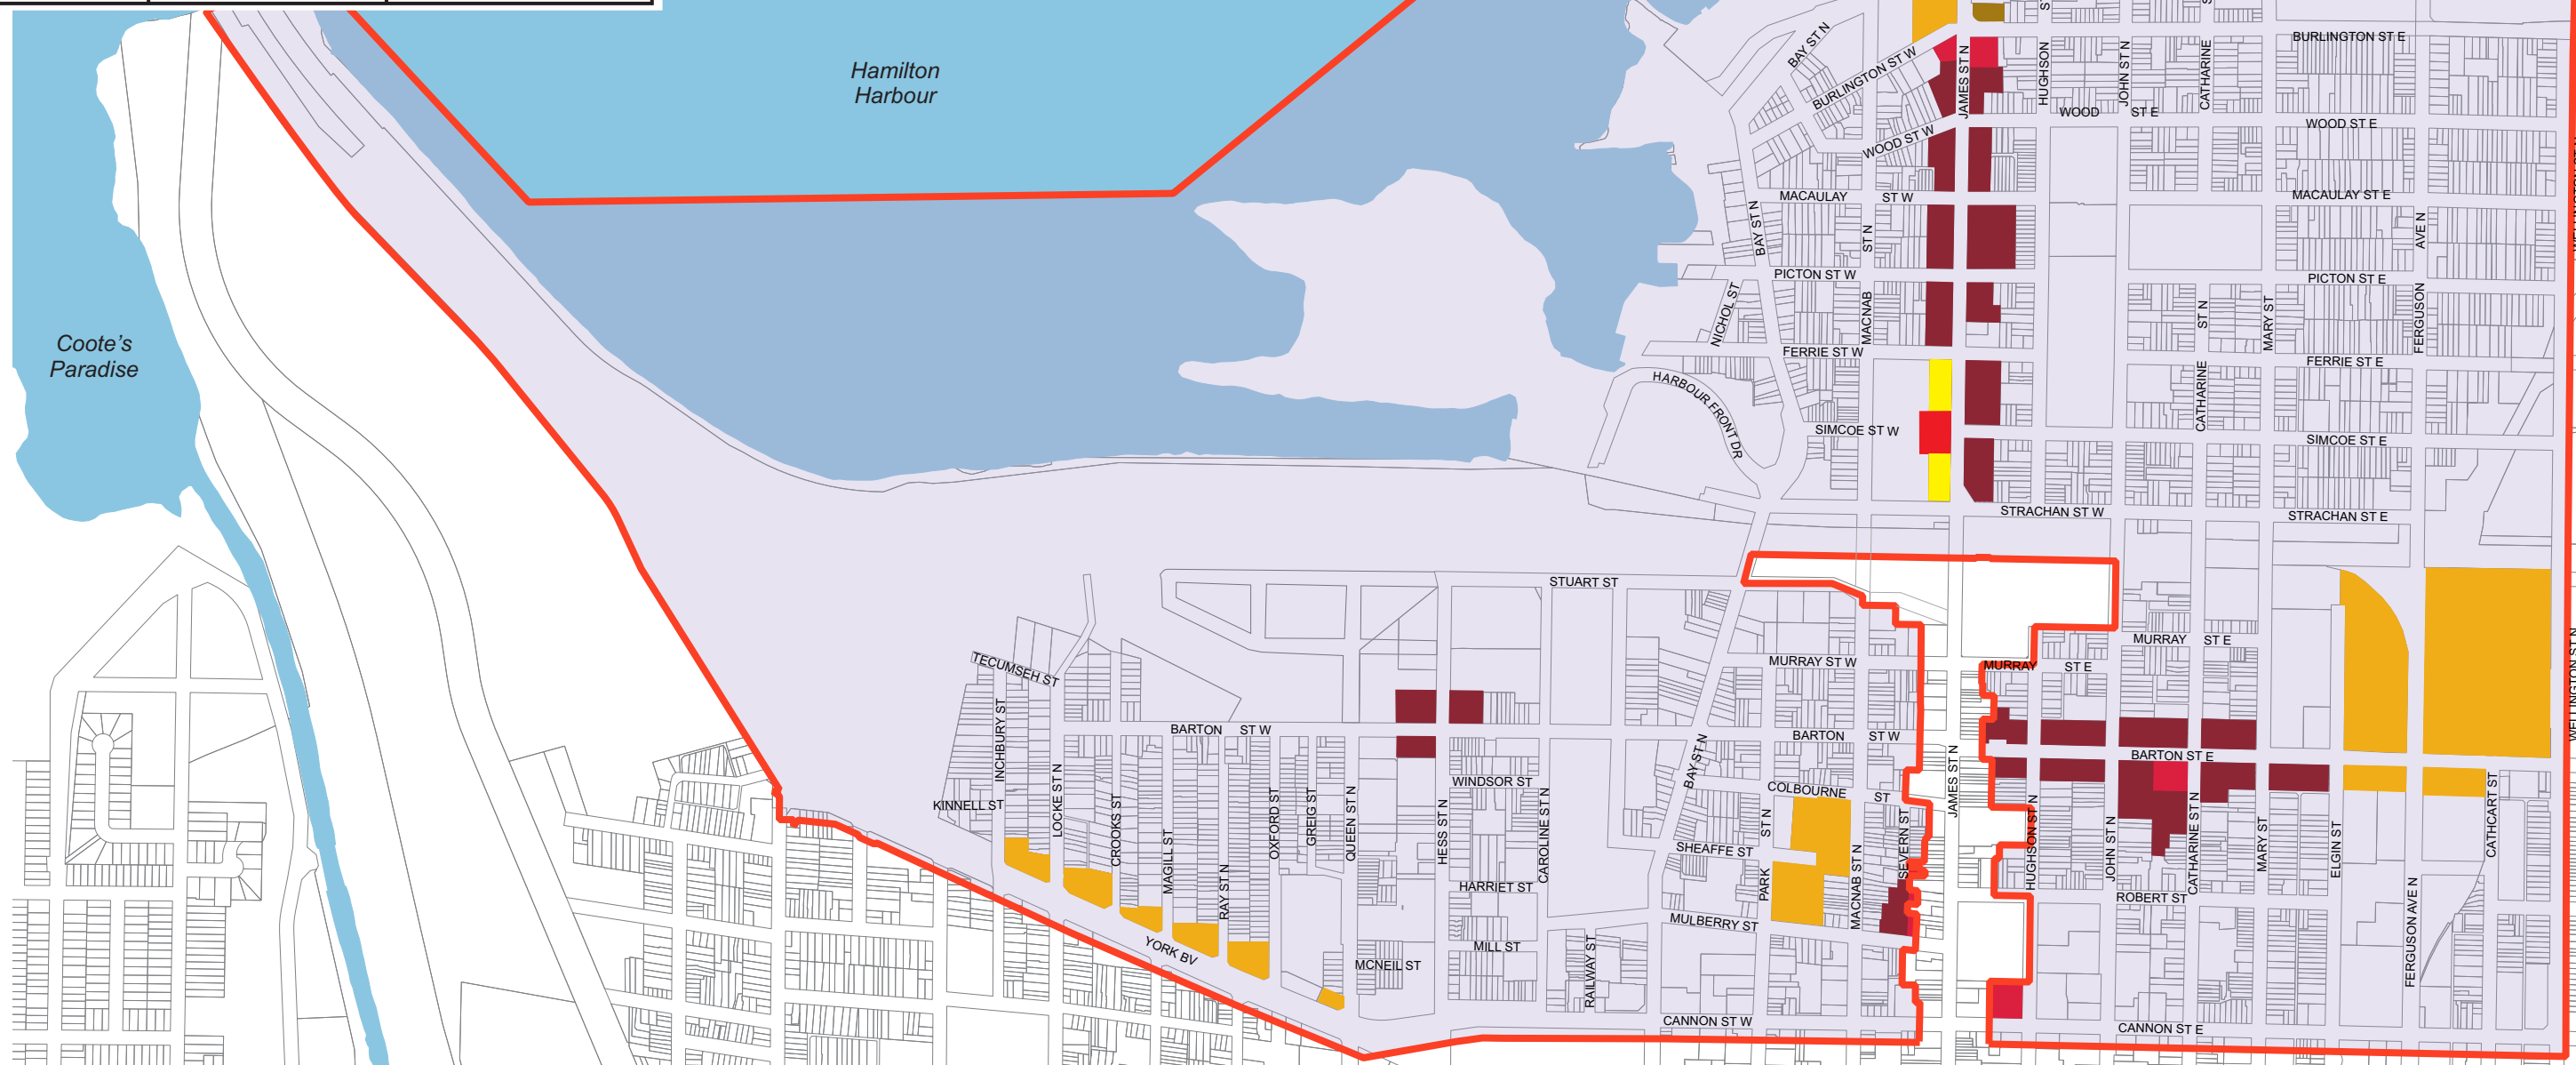 Hamilton
Harbour
Coote's
Paradise
BAY ST N
BURLINGTON ST W
JAMES ST N
HUGHSON
JOHN ST N
CATHARINE
BURLINGTON ST E
WOOD ST E
WOOD ST E
WOOD ST W
MACAULAY ST W
MACAULAY ST E
BAY ST N
ST N
AVE N
PICTON ST W
PICTON ST E
NICHOL ST
MACNAB
ST N
MARY ST
FERGUSON
FERRIE ST W
FERRIE ST E
HARBOUR FRONT DR
CATHARINE
SIMCOE ST W
SIMCOE ST E
STRACHAN ST W
STRACHAN ST E
STUART ST
MURRAY ST E
TECUMSEH ST
MURRAY ST W
MURRAY ST E
WELLINGTON ST N
INCHBURY ST
BARTON ST W
BARTON ST W
BARTON ST E
BAY ST N
WINDSOR ST
COLBOURNE ST
JAMES ST N
KINNELL ST
LOCKE ST N
CROOKS ST
MAGILL ST
RAY ST N
OXFORD ST
GREIG ST
QUEEN ST N
HESS ST N
CAROLINE ST N
SHEAFFE ST
PARK ST N
MACNAB ST N
SEVERN ST
HUGHSON ST N
JOHN ST N
CATHARINE ST N
MARY ST
ELGIN ST
CATHCART ST
HARRIET ST
ROBERT ST
MULBERRY ST
FERGUSON AVE N
YORK BV
MILL ST
MCNEIL ST
RAILWAY ST
CANNON ST W
CANNON ST E